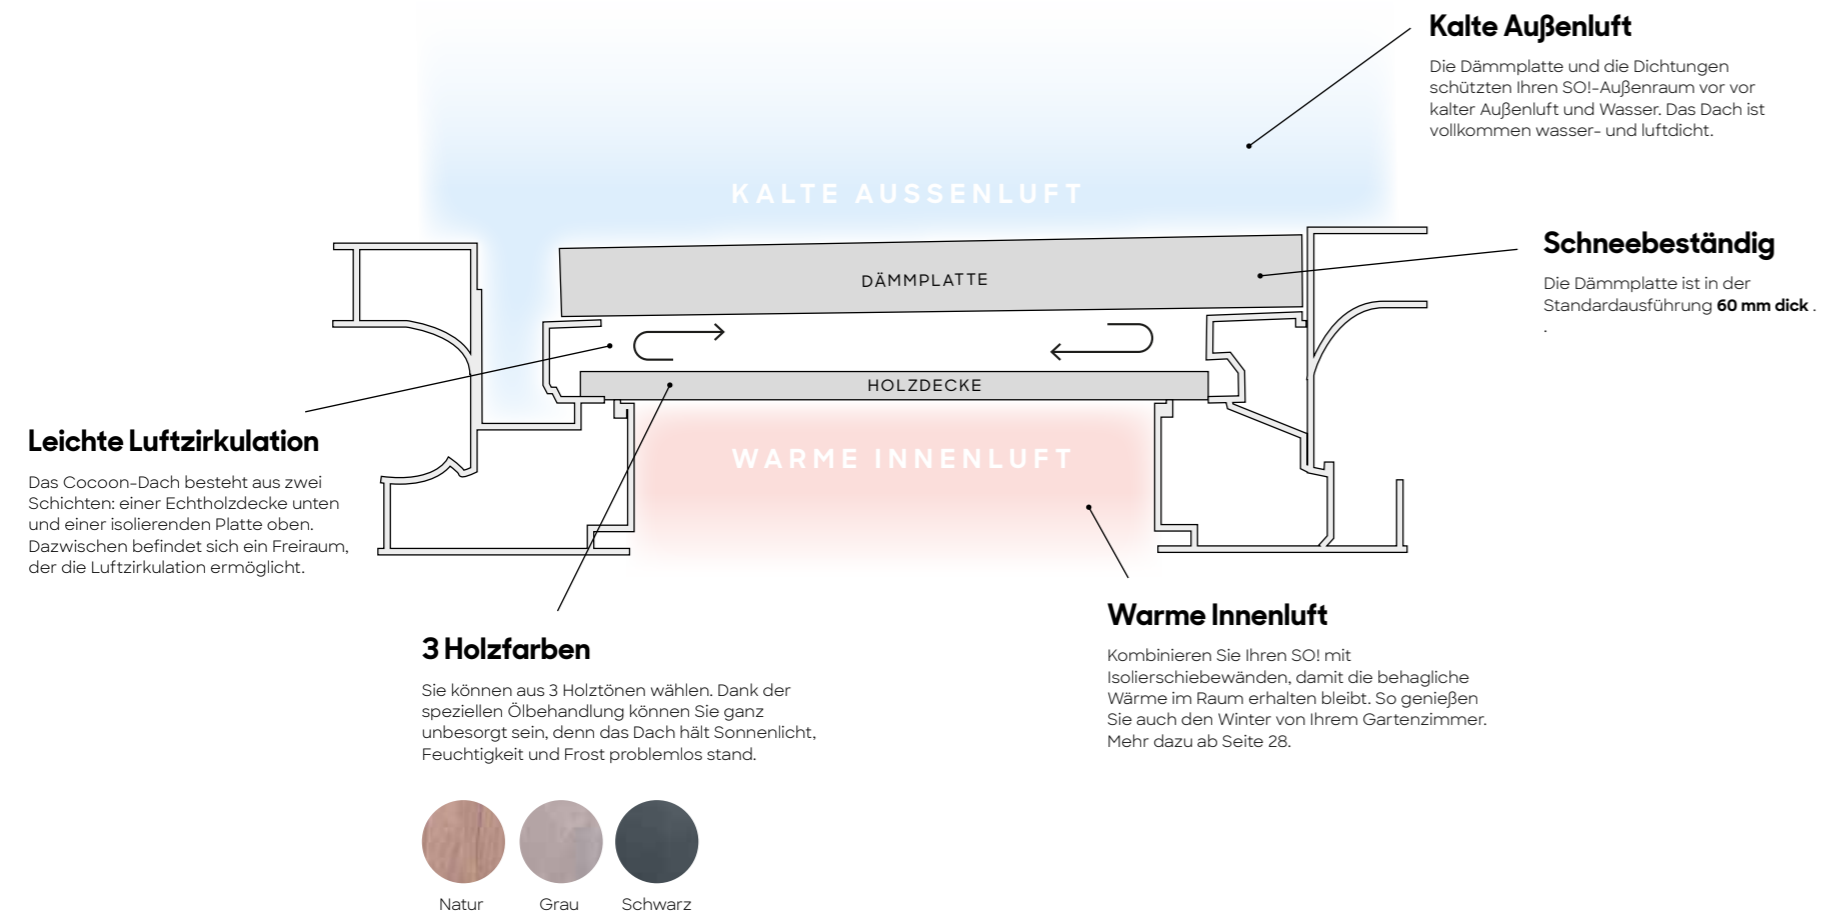 Kalte Außenluft
Die Dämmplatte und die Dichtungen
schützten Ihren SO!-Außenraum vor vor
kalter Außenluft und Wasser. Das Dach ist
vollkommen wasser- und luftdicht.
KALTE AUSSENLUFT
Schneebeständig
Die Dämmplatte ist in der
Standardausführung 60 mm dick .
.
DÄMMPLATTE
HOLZDECKE
WARME INNENLUFT
Leichte Luftzirkulation
Das Cocoon-Dach besteht aus zwei
Schichten: einer Echtholzdecke unten
und einer isolierenden Platte oben.
Dazwischen befindet sich ein Freiraum,
der die Luftzirkulation ermöglicht.
3 Holzfarben
Sie können aus 3 Holztönen wählen. Dank der
speziellen Ölbehandlung können Sie ganz
unbesorgt sein, denn das Dach hält Sonnenlicht,
Feuchtigkeit und Frost problemlos stand.
Natur
Grau
Schwarz
Warme Innenluft
Kombinieren Sie Ihren SO! mit
Isolierschiebewänden, damit die behagliche
Wärme im Raum erhalten bleibt. So genießen
Sie auch den Winter von Ihrem Gartenzimmer.
Mehr dazu ab Seite 28.